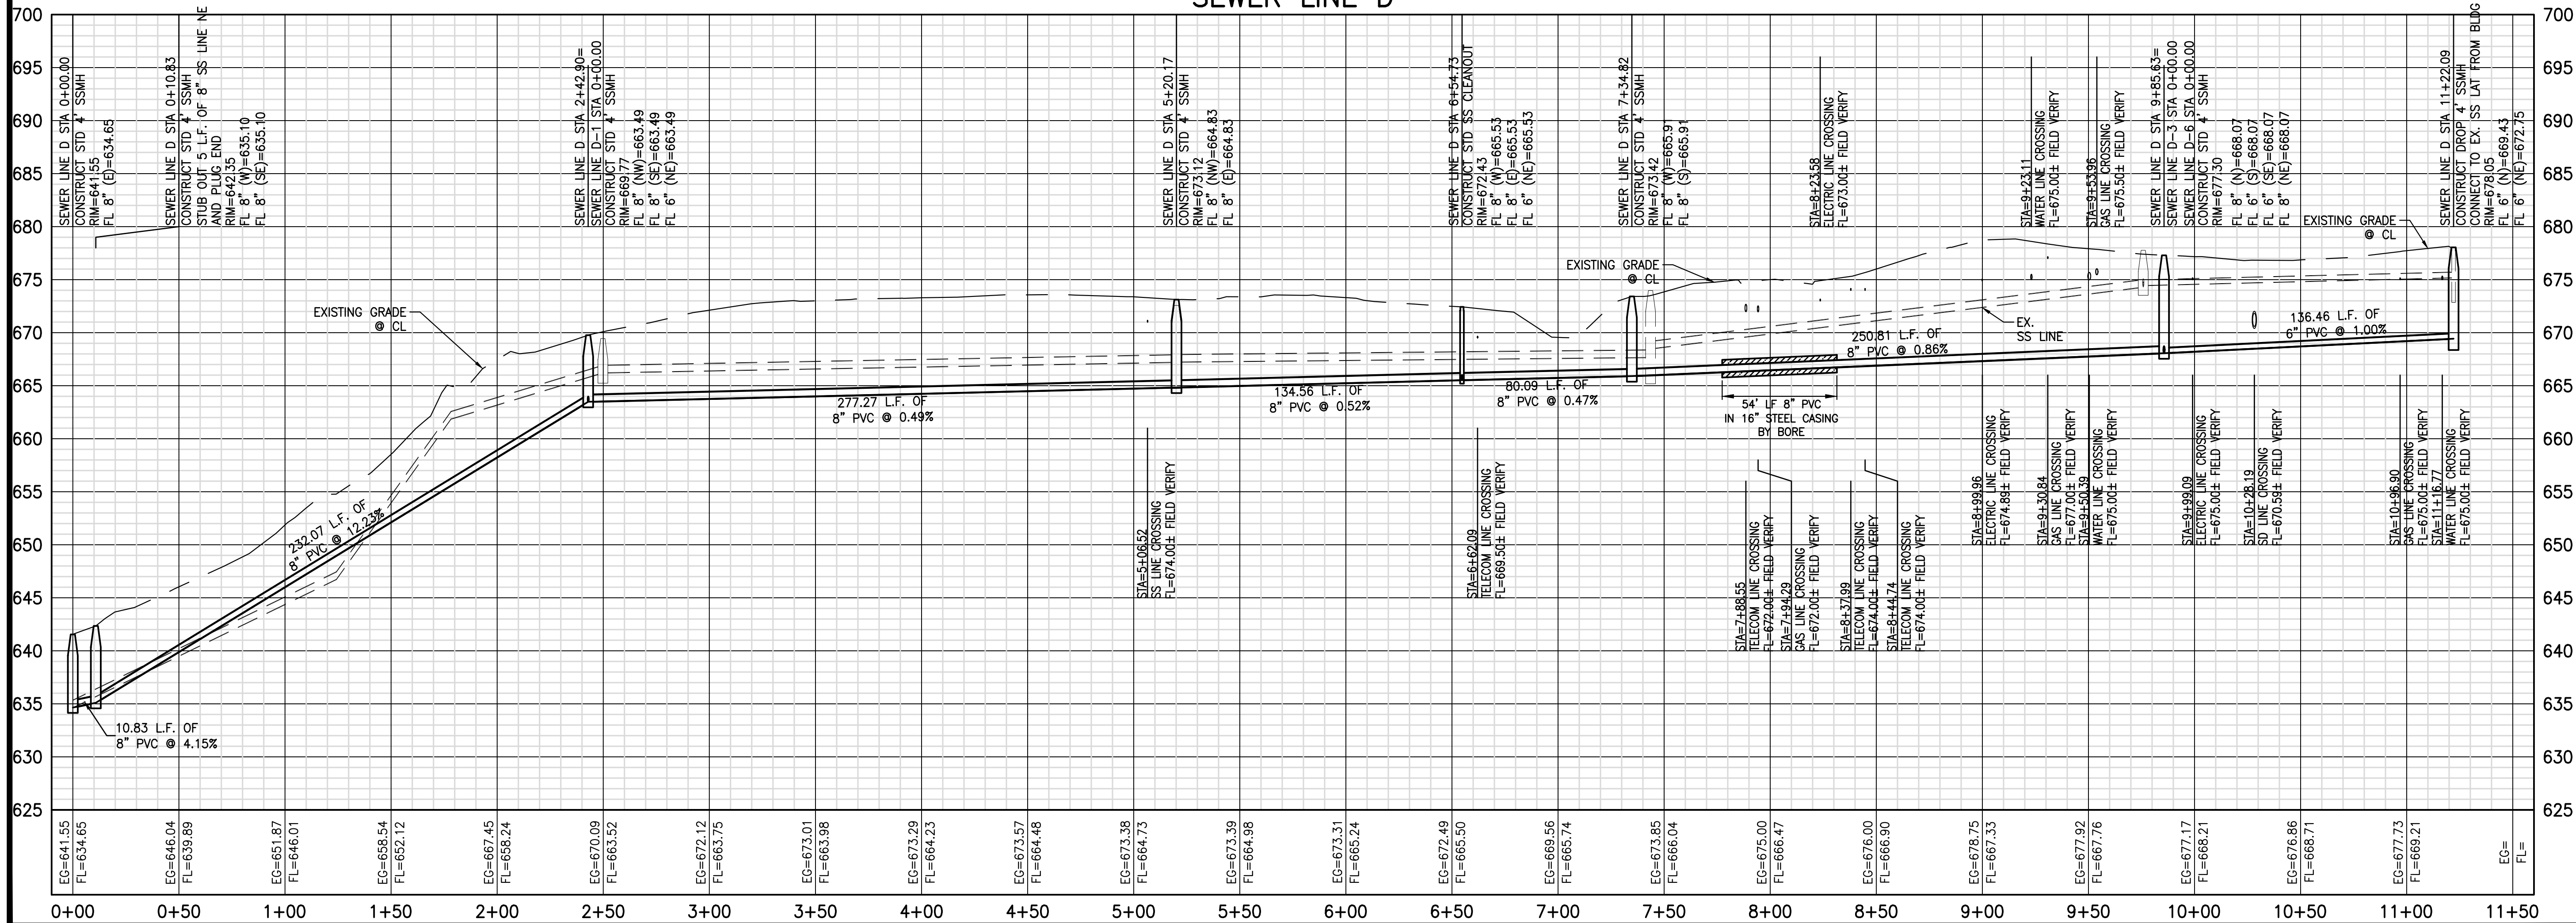 SEWER LINE D
700
695
690
685
680
675
670
665
660
655
650
645
640
635
630
625
700
695
690
685
680
675
670
665
660
655
650
645
640
635
630
625
SEWER LINE D STA 0+00.00
CONSTRUCT STD 4' SSMH
RIM=641.55
FL 8" (E)=634.65
SEWER LINE D STA 0+10.83
CONSTRUCT STD 4' SSMH
STUB OUT 5 L.F. OF 8" SS LINE NE
AND PLUG END
RIM=642.35
FL 8" (W)=635.10
FL 8" (SE)=635.10
SEWER LINE D STA 2+42.90=
SEWER LINE D-1 STA 0+00.00
CONSTRUCT STD 4' SSMH
RIM=669.77
FL 8" (NW)=663.49
FL 8" (SE)=663.49
FL 6" (NE)=663.49
SEWER LINE D STA 5+20.17
CONSTRUCT STD 4' SSMH
RIM=673.12
FL 8" (NW)=664.83
FL 8" (E)=664.83
SEWER LINE D STA 6+54.73
CONSTRUCT STD SS CLEANOUT
RIM=672.43
FL 8" (W)=665.53
FL 8" (E)=665.53
FL 6" (NE)=665.53
SEWER LINE D STA 7+34.82
CONSTRUCT STD 4' SSMH
RIM=673.42
FL 8" (W)=665.91
FL 8" (S)=665.91
STA=8+23.58
ELECTRIC LINE CROSSING
FL=673.00± FIELD VERIFY
STA=9+23.11
WATER LINE CROSSING
FL=675.00± FIELD VERIFY
STA=9+53.96
GAS LINE CROSSING
FL=675.50± FIELD VERIFY
SEWER LINE D STA 9+85.63=
SEWER LINE D-3 STA 0+00.00
SEWER LINE D-6 STA 0+00.00
CONSTRUCT STD 4' SSMH
RIM=677.30
FL 8" (N)=668.07
FL 6" (S)=668.07
FL 8" (SE)=668.07
FL 8" (NE)=668.07
SEWER LINE D STA 11+22.09
CONSTRUCT DROP 4' SSMH
CONNECT TO EX. SS LAT FROM BLDG
RIM=678.05
FL 6" (N)=669.43
FL 6" (NE)=672.75
EXISTING GRADE
@ CL
EXISTING GRADE
@ CL
EXISTING GRADE
@ CL
EX.
SS LINE
10.83 L.F. OF
8" PVC @ 4.15%
232.07 L.F. OF
8" PVC @ 12.23%
277.27 L.F. OF
8" PVC @ 0.49%
134.56 L.F. OF
8" PVC @ 0.52%
80.09 L.F. OF
8" PVC @ 0.47%
54' LF 8" PVC
IN 16" STEEL CASING
BY BORE
250.81 L.F. OF
8" PVC @ 0.86%
136.46 L.F. OF
6" PVC @ 1.00%
STA=5+06.52
SS LINE CROSSING
FL=674.00± FIELD VERIFY
STA=6+62.09
TELECOM LINE CROSSING
FL=669.50± FIELD VERIFY
STA=7+88.55
TELECOM LINE CROSSING
FL=672.00± FIELD VERIFY
STA=7+94.29
GAS LINE CROSSING
FL=672.00± FIELD VERIFY
STA=8+37.99
TELECOM LINE CROSSING
FL=674.00± FIELD VERIFY
STA=8+44.74
TELECOM LINE CROSSING
FL=674.00± FIELD VERIFY
STA=8+99.96
ELECTRIC LINE CROSSING
FL=674.89± FIELD VERIFY
STA=9+30.84
GAS LINE CROSSING
FL=677.00± FIELD VERIFY
STA=9+50.39
WATER LINE CROSSING
FL=675.00± FIELD VERIFY
STA=9+99.09
ELECTRIC LINE CROSSING
FL=675.00± FIELD VERIFY
STA=10+28.19
SD LINE CROSSING
FL=670.59± FIELD VERIFY
STA=10+96.90
GAS LINE CROSSING
FL=675.00± FIELD VERIFY
STA=11+16.77
WATER LINE CROSSING
FL=675.00± FIELD VERIFY
EG=641.55
FL=634.65
EG=646.04
FL=639.89
EG=651.87
FL=646.01
EG=658.54
FL=652.12
EG=667.45
FL=658.24
EG=670.09
FL=663.52
EG=672.12
FL=663.75
EG=673.01
FL=663.98
EG=673.29
FL=664.23
EG=673.57
FL=664.48
EG=673.38
FL=664.73
EG=673.39
FL=664.98
EG=673.31
FL=665.24
EG=672.49
FL=665.50
EG=669.56
FL=665.74
EG=673.85
FL=666.04
EG=675.00
FL=666.47
EG=676.00
FL=666.90
EG=678.75
FL=667.33
EG=677.92
FL=667.76
EG=677.17
FL=668.21
EG=676.86
FL=668.71
EG=677.73
FL=669.21
EG=
FL=
0+00
0+50
1+00
1+50
2+00
2+50
3+00
3+50
4+00
4+50
5+00
5+50
6+00
6+50
7+00
7+50
8+00
8+50
9+00
9+50
10+00
10+50
11+00
11+50